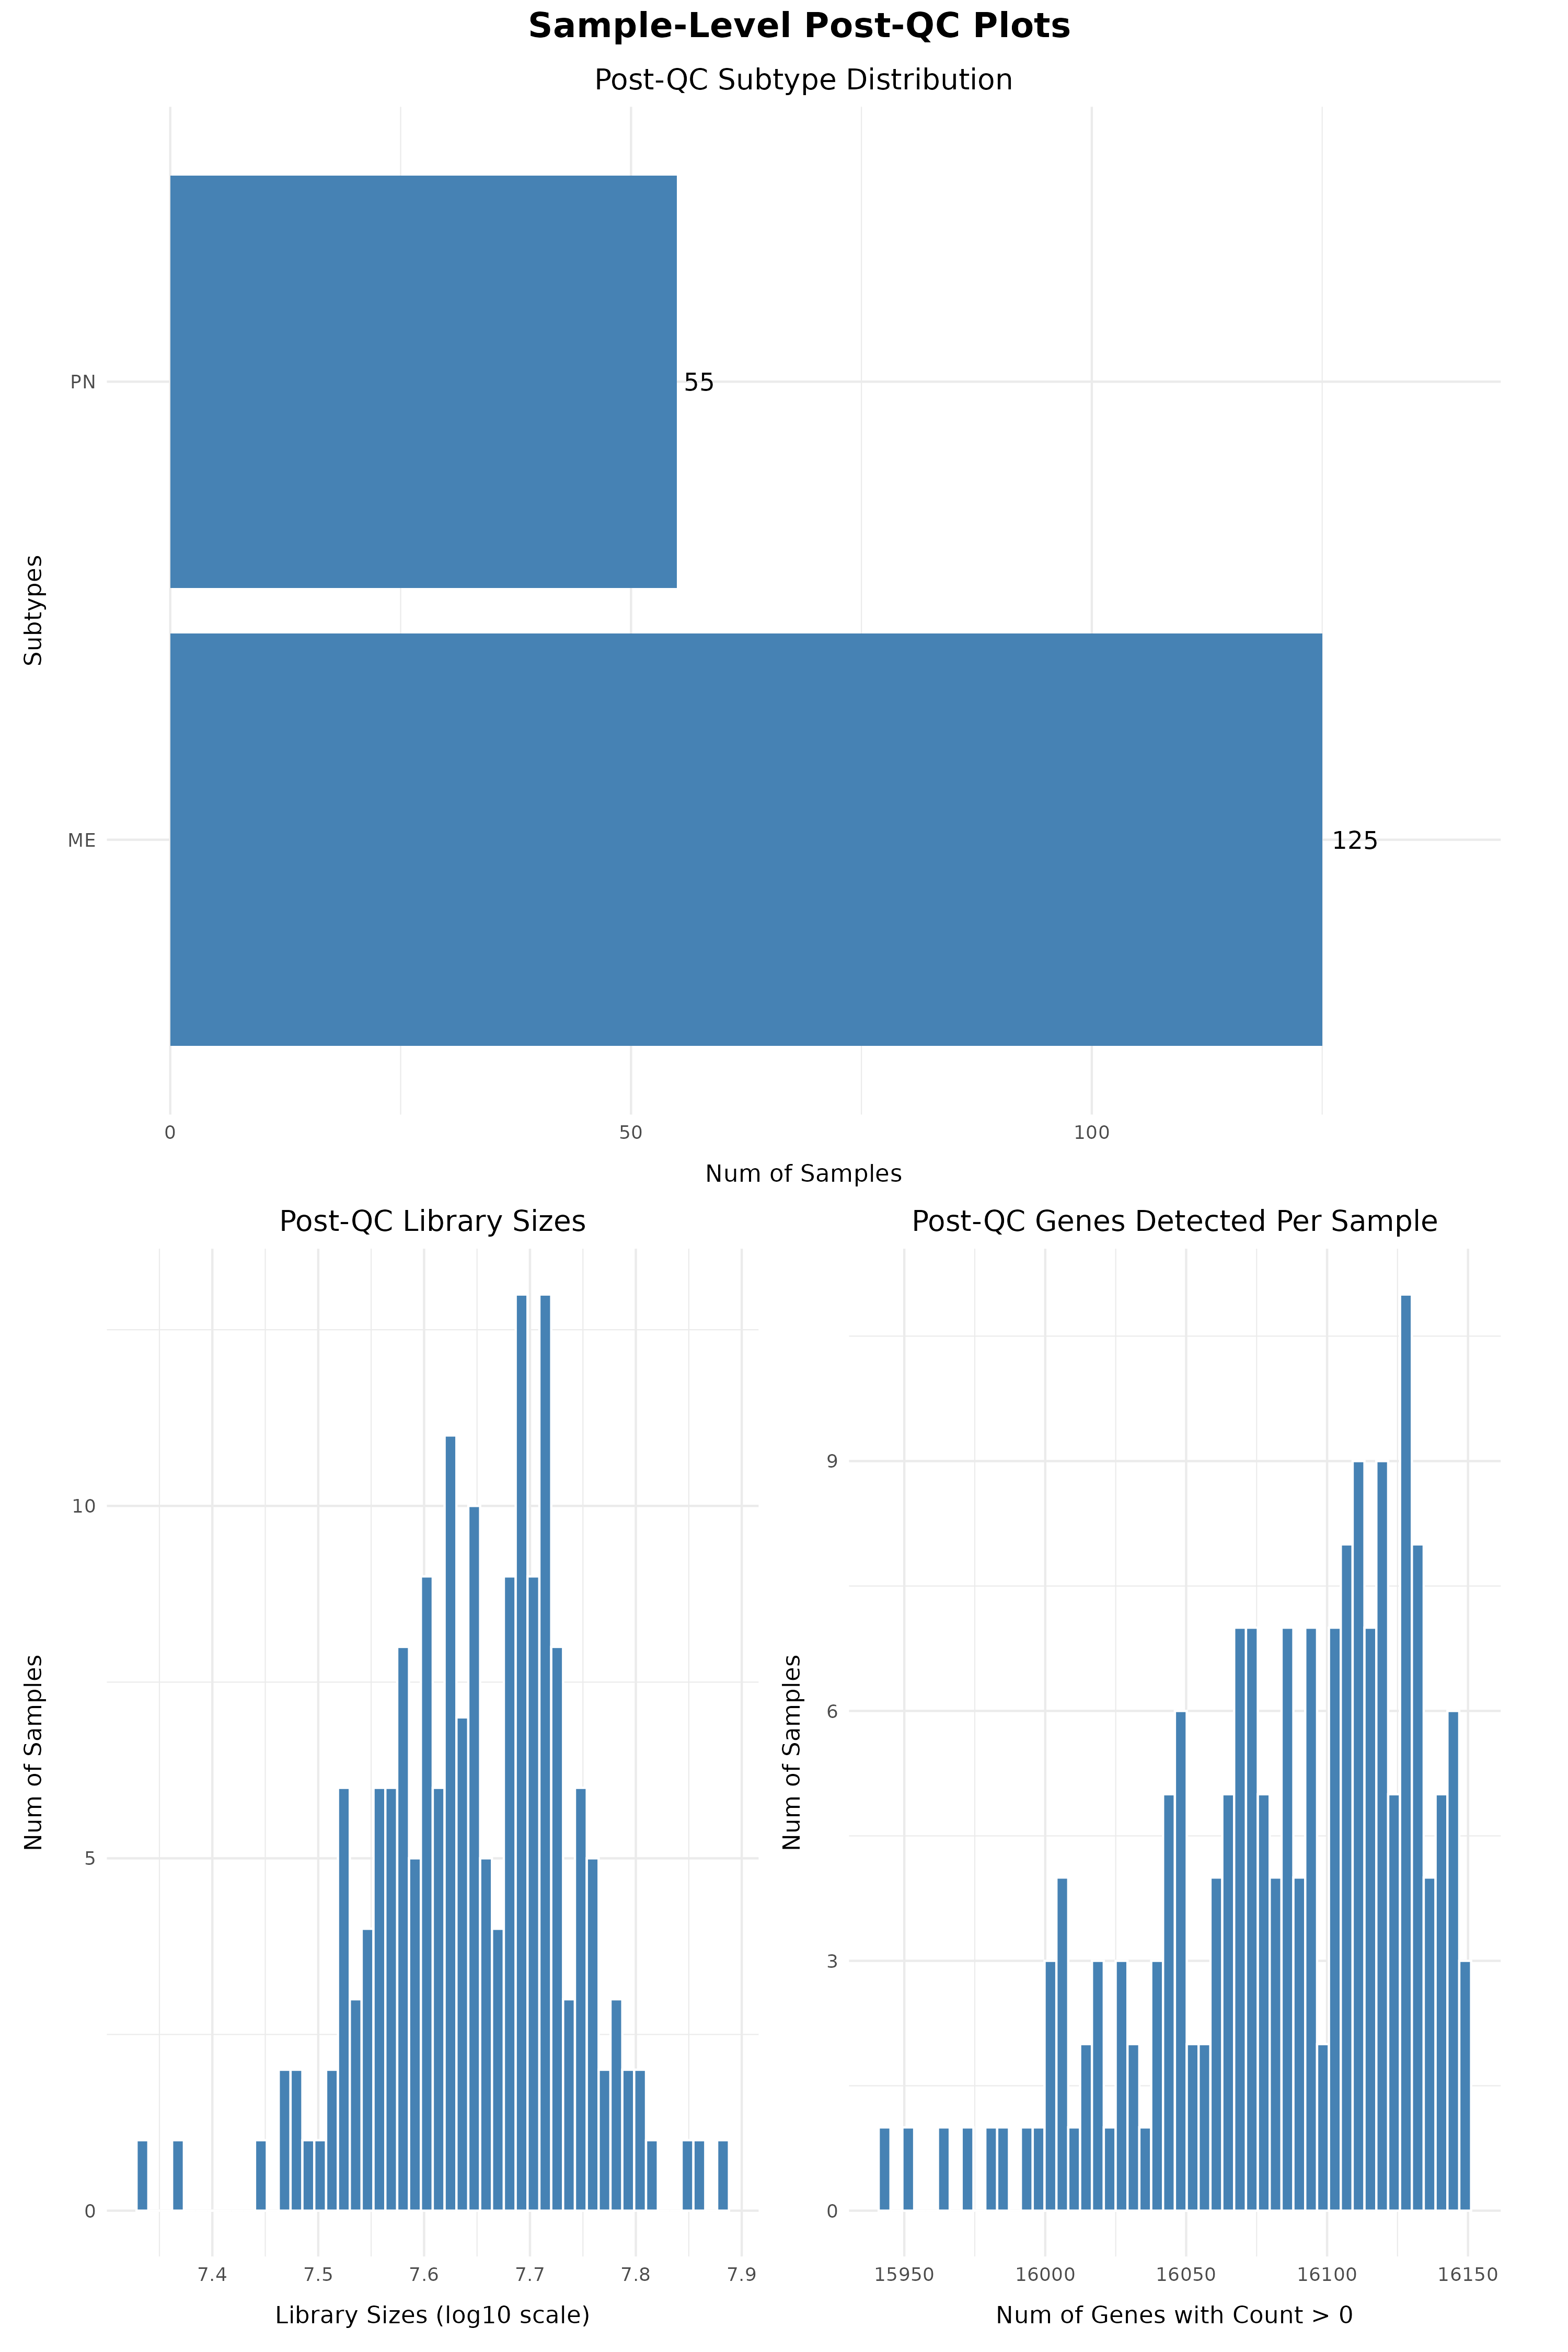 Sample-Level Post-QC Plots
Post-QC Subtype Distribution
Subtypes
PN
55
ME
125
0 50 100
Num of Samples
Post-QC Library Sizes
Num of Samples
10
5
0
7.4 7.5 7.6 7.7 7.8 7.9
Library Sizes (log10 scale)
Post-QC Genes Detected Per Sample
Num of Samples
9
6
3
0
15950 16000 16050 16100 16150
Num of Genes with Count > 0